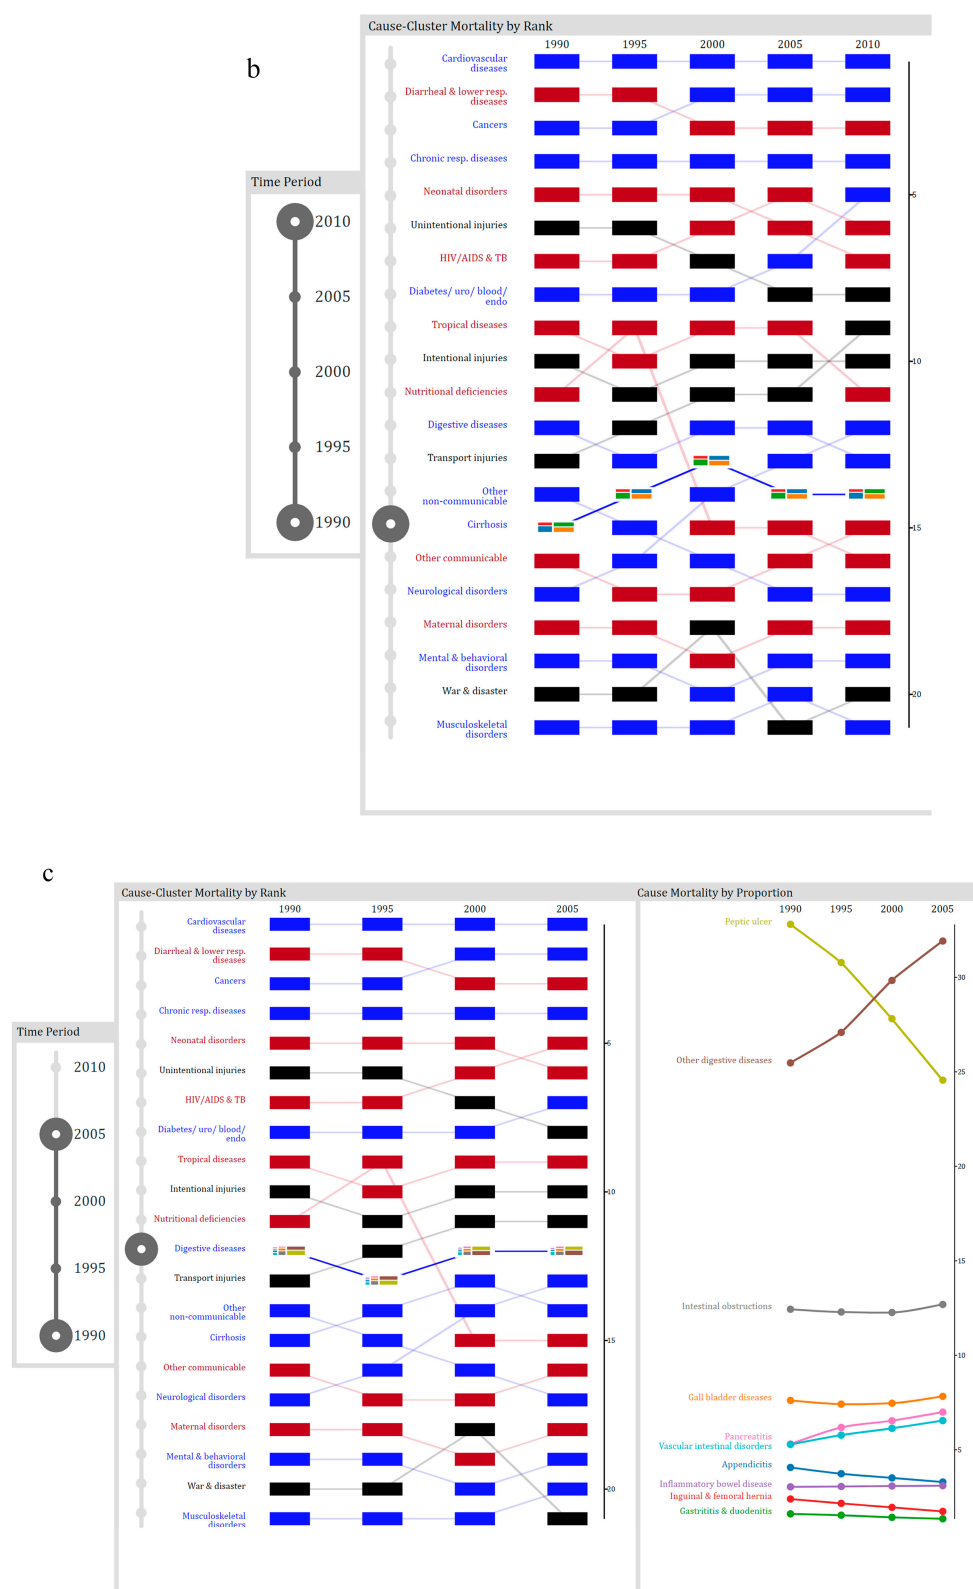 b
Cause-Cluster Mortality by Rank
1990 1995 2000 2005 2010
Cardiovascular
diseases
Diarrheal & lower resp.
diseases
Cancers
Chronic resp. diseases
Neonatal disorders
Unintentional injuries
HIV/AIDS & TB
Diabetes/ uro/ blood/
endo
Tropical diseases
Intentional injuries
Nutritional deficiencies
Digestive diseases
Transport injuries
Other
non-communicable
Cirrhosis
Other communicable
Neurological disorders
Maternal disorders
Mental & behavioral
disorders
War & disaster
Musculoskeletal
disorders
5
10
15
20
Time Period
2010
2005
2000
1995
1990
c
Cause-Cluster Mortality by Rank
1990 1995 2000 2005
Cardiovascular
diseases
Diarrheal & lower resp.
diseases
Cancers
Chronic resp. diseases
Neonatal disorders
Unintentional injuries
HIV/AIDS & TB
Diabetes/ uro/ blood/
endo
Tropical diseases
Intentional injuries
Nutritional deficiencies
Digestive diseases
Transport injuries
Other
non-communicable
Cirrhosis
Other communicable
Neurological disorders
Maternal disorders
Mental & behavioral
disorders
War & disaster
Musculoskeletal
disorders
5
10
15
20
Time Period
2010
2005
2000
1995
1990
Cause Mortality by Proportion
1990 1995 2000 2005
Peptic ulcer
Other digestive diseases
Intestinal obstructions
Gall bladder diseases
Pancreatitis
Vascular intestinal disorders
Appendicitis
Inflammatory bowel disease
Inguinal & femoral hernia
Gastrititis & duodenitis
30
25
20
15
10
5